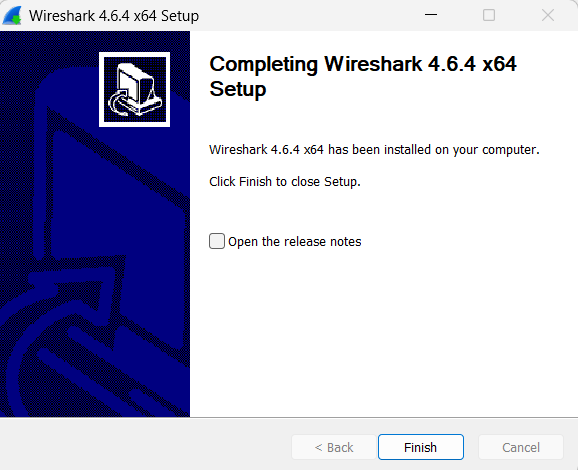 Wireshark 4.6.4 x64 Setup
Completing Wireshark 4.6.4 x64
Setup
Wireshark 4.6.4 x64 has been installed on your computer.
Click Finish to close Setup.
Open the release notes
< Back
Finish
Cancel